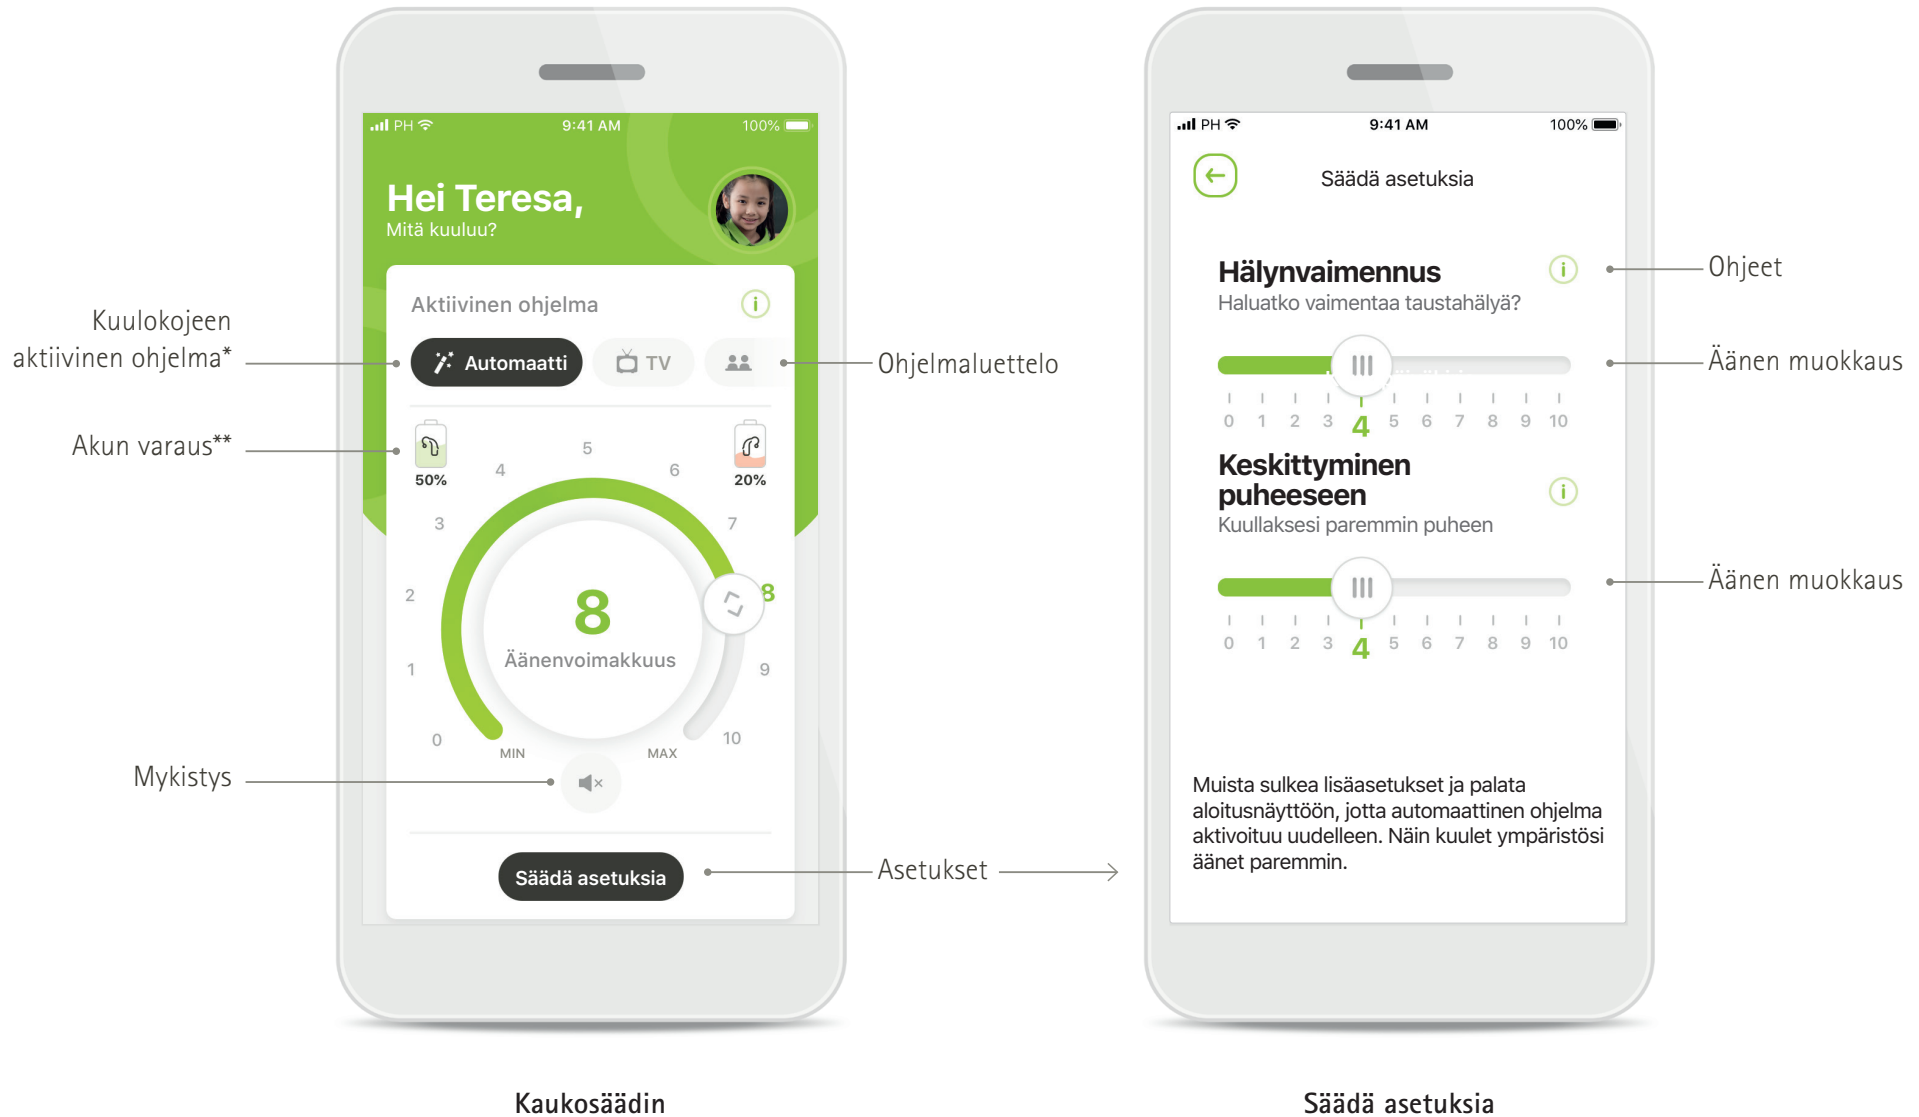 PH 9:41 AM 100%
Hei Teresa,
Mitä kuuluu?
Aktiivinen ohjelma
Automaatti TV
50%
20%
0
1
2
3
4
5
6
7
8
9
10
8
Äänenvoimakkuus
MIN MAX
Säädä asetuksia
Kuulokojeen
aktiivinen ohjelma*
Akun varaus**
Mykistys
Ohjelmaluettelo
Asetukset
Kaukosäädin
PH 9:41 AM 100%
Säädä asetuksia
Hälynvaimennus
Haluatko vaimentaa taustahälyä?
0 1 2 3 4 5 6 7 8 9 10
Keskittyminen
puheeseen
Kuullaksesi paremmin puheen
0 1 2 3 4 5 6 7 8 9 10
Muista sulkea lisäasetukset ja palata
aloitusnäyttöön, jotta automaattinen ohjelma
aktivoituu uudelleen. Näin kuulet ympäristösi
äänet paremmin.
Ohjeet
Äänen muokkaus
Äänen muokkaus
Säädä asetuksia